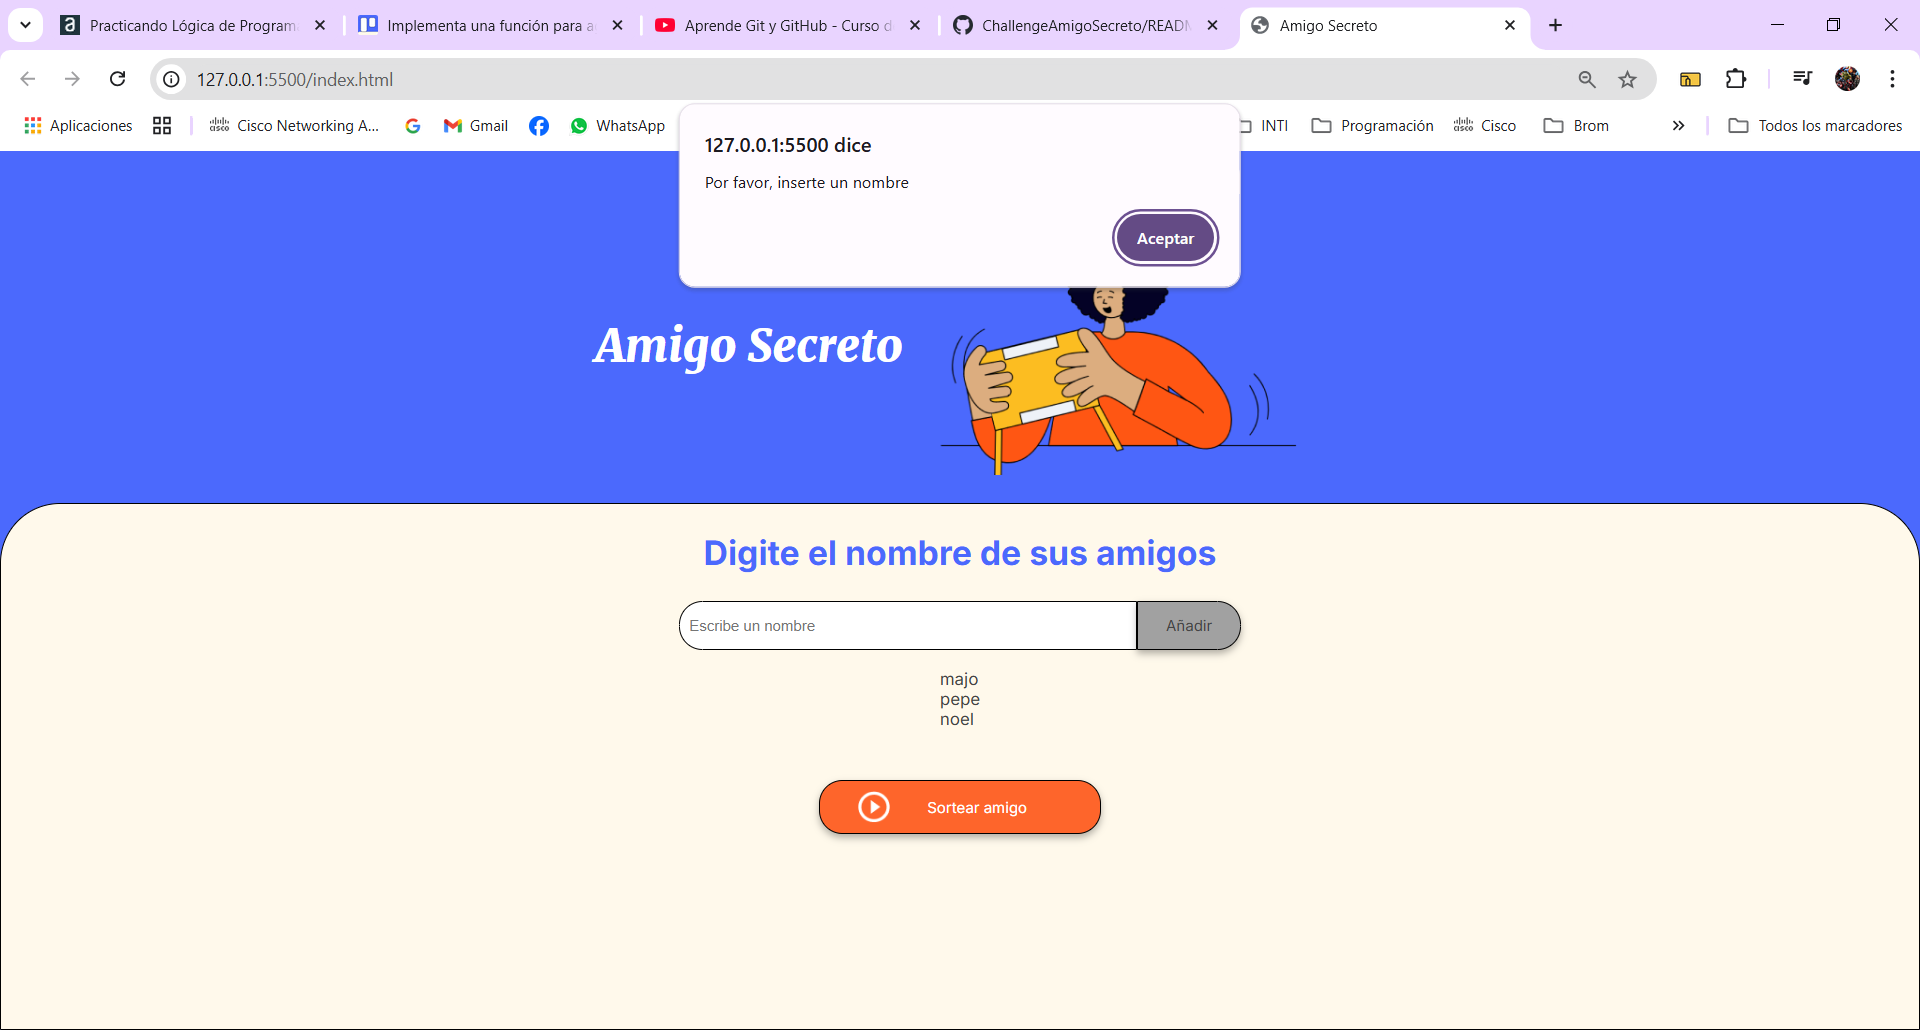 Practicando Lógica de Program
Implementa una función para a
Aprende Git y GitHub - Curso d
ChallengeAmigoSecreto/READ
Amigo Secreto
127.0.0.1:5500/index.html
Aplicaciones
Cisco Networking A...
Gmail
WhatsApp
INTI
Programación
Cisco
Brom
Todos los marcadores
127.0.0.1:5500 dice
Por favor, inserte un nombre
Aceptar
Amigo Secreto
Digite el nombre de sus amigos
Escribe un nombre
Añadir
majo
pepe
noel
Sortear amigo